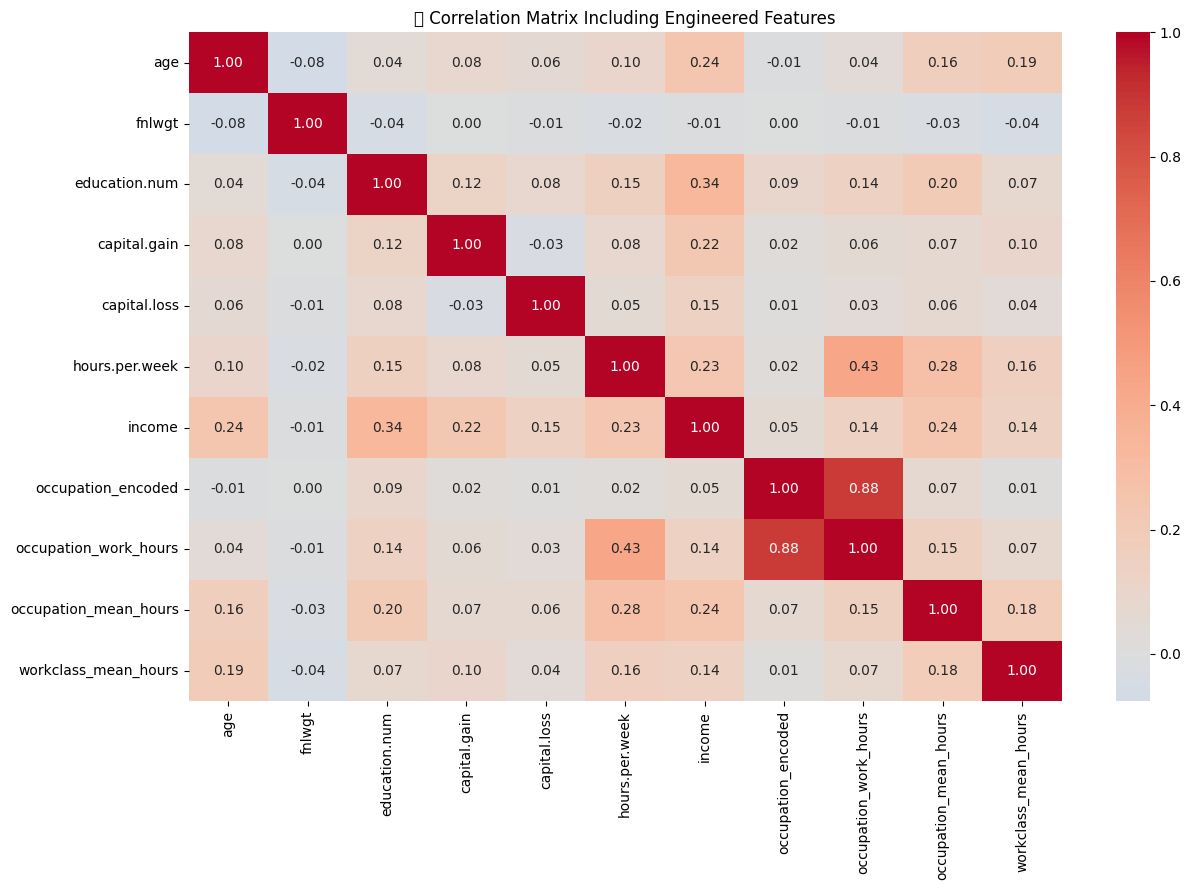 Correlation Matrix Including Engineered Features
age 1.00 -0.08 0.04 0.08 0.06 0.10 0.24 -0.01 0.04 0.16 0.19
fnlwgt -0.08 1.00 -0.04 0.00 -0.01 -0.02 -0.01 0.00 -0.01 -0.03 -0.04
education.num 0.04 -0.04 1.00 0.12 0.08 0.15 0.34 0.09 0.14 0.20 0.07
capital.gain 0.08 0.00 0.12 1.00 -0.03 0.08 0.22 0.02 0.06 0.07 0.10
capital.loss 0.06 -0.01 0.08 -0.03 1.00 0.05 0.15 0.01 0.03 0.06 0.04
hours.per.week 0.10 -0.02 0.15 0.08 0.05 1.00 0.23 0.02 0.43 0.28 0.16
income 0.24 -0.01 0.34 0.22 0.15 0.23 1.00 0.05 0.14 0.24 0.14
occupation_encoded -0.01 0.00 0.09 0.02 0.01 0.02 0.05 1.00 0.88 0.07 0.01
occupation_work_hours 0.04 -0.01 0.14 0.06 0.03 0.43 0.14 0.88 1.00 0.15 0.07
occupation_mean_hours 0.16 -0.03 0.20 0.07 0.06 0.28 0.24 0.07 0.15 1.00 0.18
workclass_mean_hours 0.19 -0.04 0.07 0.10 0.04 0.16 0.14 0.01 0.07 0.18 1.00
age
fnlwgt
education.num
capital.gain
capital.loss
hours.per.week
income
occupation_encoded
occupation_work_hours
occupation_mean_hours
workclass_mean_hours
1.0
0.8
0.6
0.4
0.2
0.0